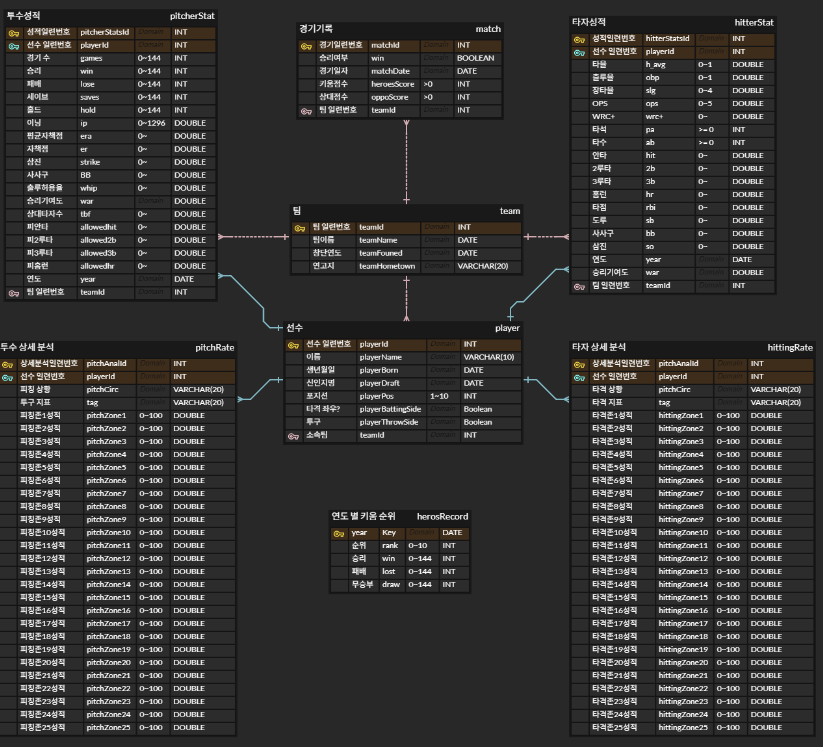 투수성적 pitcherStat
성적일련번호 pitcherStatsId Domain INT
선수 일련번호 playerId Domain INT
경기 수 games 0~144 INT
승리 win 0~144 INT
패배 lose 0~144 INT
세이브 saves 0~144 INT
홀드 hold 0~144 INT
이닝 ip 0~1296 DOUBLE
평균자책점 era 0~ DOUBLE
자책점 er 0~ DOUBLE
삼진 strike 0~ DOUBLE
사사구 BB 0~ DOUBLE
출루허용율 whip 0~ DOUBLE
승리기여도 war Domain DOUBLE
상대타자수 tbf 0~ DOUBLE
피안타 allowedhit 0~ DOUBLE
피2루타 allowed2b 0~ DOUBLE
피3루타 allowed3b 0~ DOUBLE
피홈런 allowedhr 0~ DOUBLE
연도 year Domain DATE
팀 일련번호 teamId Domain INT
경기기록 match
경기일련번호 matchId Domain INT
승리여부 win Domain BOOLEAN
경기일자 matchDate Domain DATE
키움점수 heroesScore >0 INT
상대점수 oppoScore >0 INT
팀 일련번호 teamId Domain INT
타자성적 hitterStat
성적일련번호 hitterStatsId Domain INT
선수 일련번호 playerId Domain INT
타율 h_avg 0~1 DOUBLE
출루율 obp 0~1 DOUBLE
장타율 slg 0~4 DOUBLE
OPS ops 0~5 DOUBLE
WRC+ wrc+ 0~ DOUBLE
타석 pa >=0 INT
타수 ab >=0 INT
안타 hit 0~ DOUBLE
2루타 2b 0~ DOUBLE
3루타 3b 0~ DOUBLE
홈런 hr 0~ DOUBLE
타점 rbi 0~ DOUBLE
도루 sb 0~ DOUBLE
사사구 bb 0~ DOUBLE
삼진 so 0~ DOUBLE
연도 year Domain DATE
승리기여도 war Domain DOUBLE
팀 일련번호 teamId Domain INT
팀 team
팀 일련번호 teamId Domain INT
팀이름 teamName Domain DATE
창단연도 teamFouned Domain DATE
연고지 teamHometown Domain VARCHAR(20)
선수 player
선수 일련번호 playerId Domain INT
이름 playerName Domain VARCHAR(10)
생년월일 playerBorn Domain DATE
신인지명 playerDraft Domain DATE
포지션 playerPos 1~10 INT
타격 좌우? playerBattingSide Domain Boolean
투구 playerThrowSide Domain Boolean
소속팀 teamId Domain INT
투수 상세 분석 pitchRate
상세분석일련번호 pitchAnalId Domain INT
선수 일련번호 playerId Domain INT
피칭 상황 pitchCirc Domain VARCHAR(20)
투구 지표 tag Domain VARCHAR(20)
피칭존1성적 pitchZone1 0~100 DOUBLE
피칭존2성적 pitchZone2 0~100 DOUBLE
피칭존3성적 pitchZone3 0~100 DOUBLE
피칭존4성적 pitchZone4 0~100 DOUBLE
피칭존5성적 pitchZone5 0~100 DOUBLE
피칭존6성적 pitchZone6 0~100 DOUBLE
피칭존7성적 pitchZone7 0~100 DOUBLE
피칭존8성적 pitchZone8 0~100 DOUBLE
피칭존9성적 pitchZone9 0~100 DOUBLE
피칭존10성적 pitchZone10 0~100 DOUBLE
피칭존11성적 pitchZone11 0~100 DOUBLE
피칭존12성적 pitchZone12 0~100 DOUBLE
피칭존13성적 pitchZone13 0~100 DOUBLE
피칭존14성적 pitchZone14 0~100 DOUBLE
피칭존15성적 pitchZone15 0~100 DOUBLE
피칭존16성적 pitchZone16 0~100 DOUBLE
피칭존17성적 pitchZone17 0~100 DOUBLE
피칭존18성적 pitchZone18 0~100 DOUBLE
피칭존19성적 pitchZone19 0~100 DOUBLE
피칭존20성적 pitchZone20 0~100 DOUBLE
피칭존21성적 pitchZone21 0~100 DOUBLE
피칭존22성적 pitchZone22 0~100 DOUBLE
피칭존23성적 pitchZone23 0~100 DOUBLE
피칭존24성적 pitchZone24 0~100 DOUBLE
피칭존25성적 pitchZone25 0~100 DOUBLE
연도 별 키움 순위 herosRecord
year Key Domain DATE
순위 rank 0~10 INT
승리 win 0~144 INT
패배 lost 0~144 INT
무승부 draw 0~144 INT
타자 상세 분석 hittingRate
상세분석일련번호 pitchAnalId Domain INT
선수 일련번호 playerId Domain INT
타격 상황 pitchCirc Domain VARCHAR(20)
타격 지표 tag Domain VARCHAR(20)
타격존1성적 hittingZone1 0~100 DOUBLE
타격존2성적 hittingZone2 0~100 DOUBLE
타격존3성적 hittingZone3 0~100 DOUBLE
타격존4성적 hittingZone4 0~100 DOUBLE
타격존5성적 hittingZone5 0~100 DOUBLE
타격존6성적 hittingZone6 0~100 DOUBLE
타격존7성적 hittingZone7 0~100 DOUBLE
타격존8성적 hittingZone8 0~100 DOUBLE
타격존9성적 hittingZone9 0~100 DOUBLE
타격존10성적 hittingZone10 0~100 DOUBLE
타격존11성적 hittingZone11 0~100 DOUBLE
타격존12성적 hittingZone12 0~100 DOUBLE
타격존13성적 hittingZone13 0~100 DOUBLE
타격존14성적 hittingZone14 0~100 DOUBLE
타격존15성적 hittingZone15 0~100 DOUBLE
타격존16성적 hittingZone16 0~100 DOUBLE
타격존17성적 hittingZone17 0~100 DOUBLE
타격존18성적 hittingZone18 0~100 DOUBLE
타격존19성적 hittingZone19 0~100 DOUBLE
타격존20성적 hittingZone20 0~100 DOUBLE
타격존21성적 hittingZone21 0~100 DOUBLE
타격존22성적 hittingZone22 0~100 DOUBLE
타격존23성적 hittingZone23 0~100 DOUBLE
타격존24성적 hittingZone24 0~100 DOUBLE
타격존25성적 hittingZone25 0~100 DOUBLE